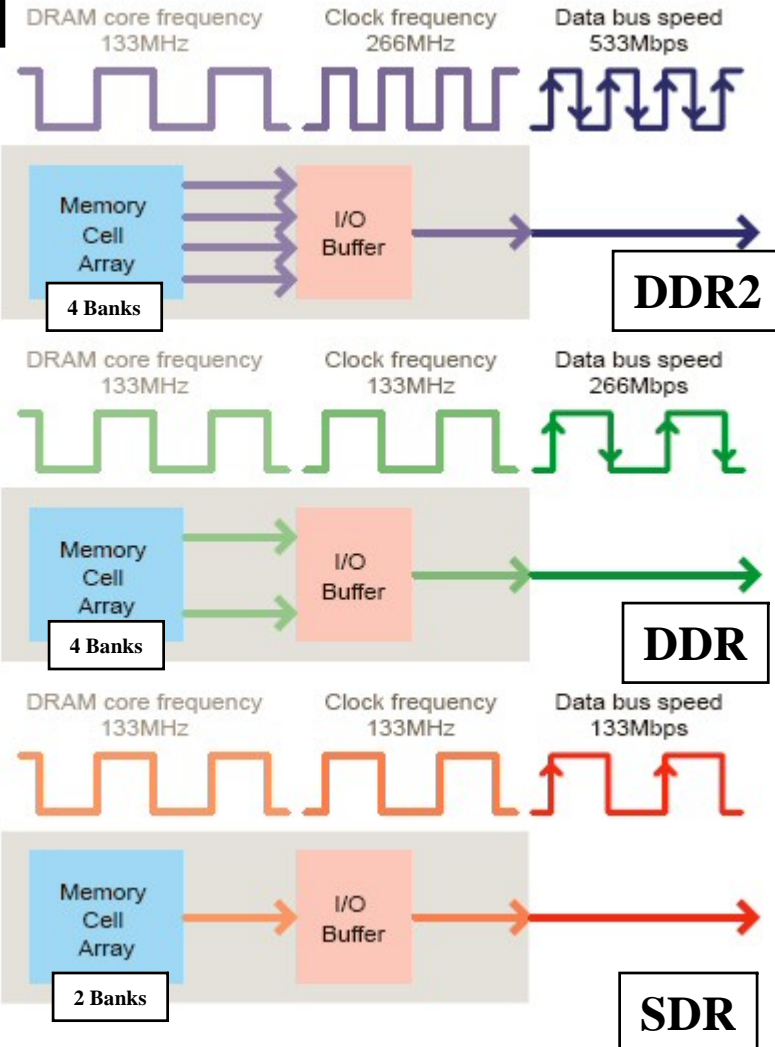 DRAM core frequency
133MHz
Clock frequency
266MHz
Data bus speed
533Mbps
Memory
Cell
Array
4 Banks
I/O
Buffer
DDR2
DRAM core frequency
133MHz
Clock frequency
133MHz
Data bus speed
266Mbps
Memory
Cell
Array
4 Banks
I/O
Buffer
DDR
DRAM core frequency
133MHz
Clock frequency
133MHz
Data bus speed
133Mbps
Memory
Cell
Array
2 Banks
I/O
Buffer
SDR